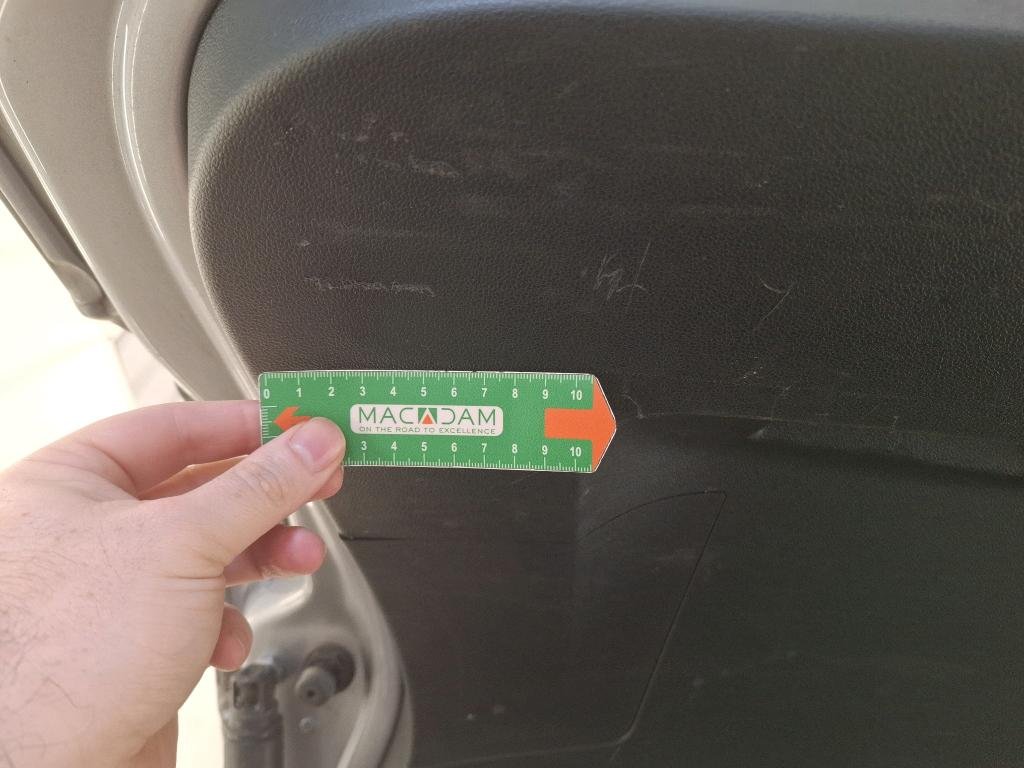 0 1 2 3 4 5 6 7 8 9 10
MACADAM
ON THE ROAD TO EXCELLENCE
3 4 5 6 7 8 9 10